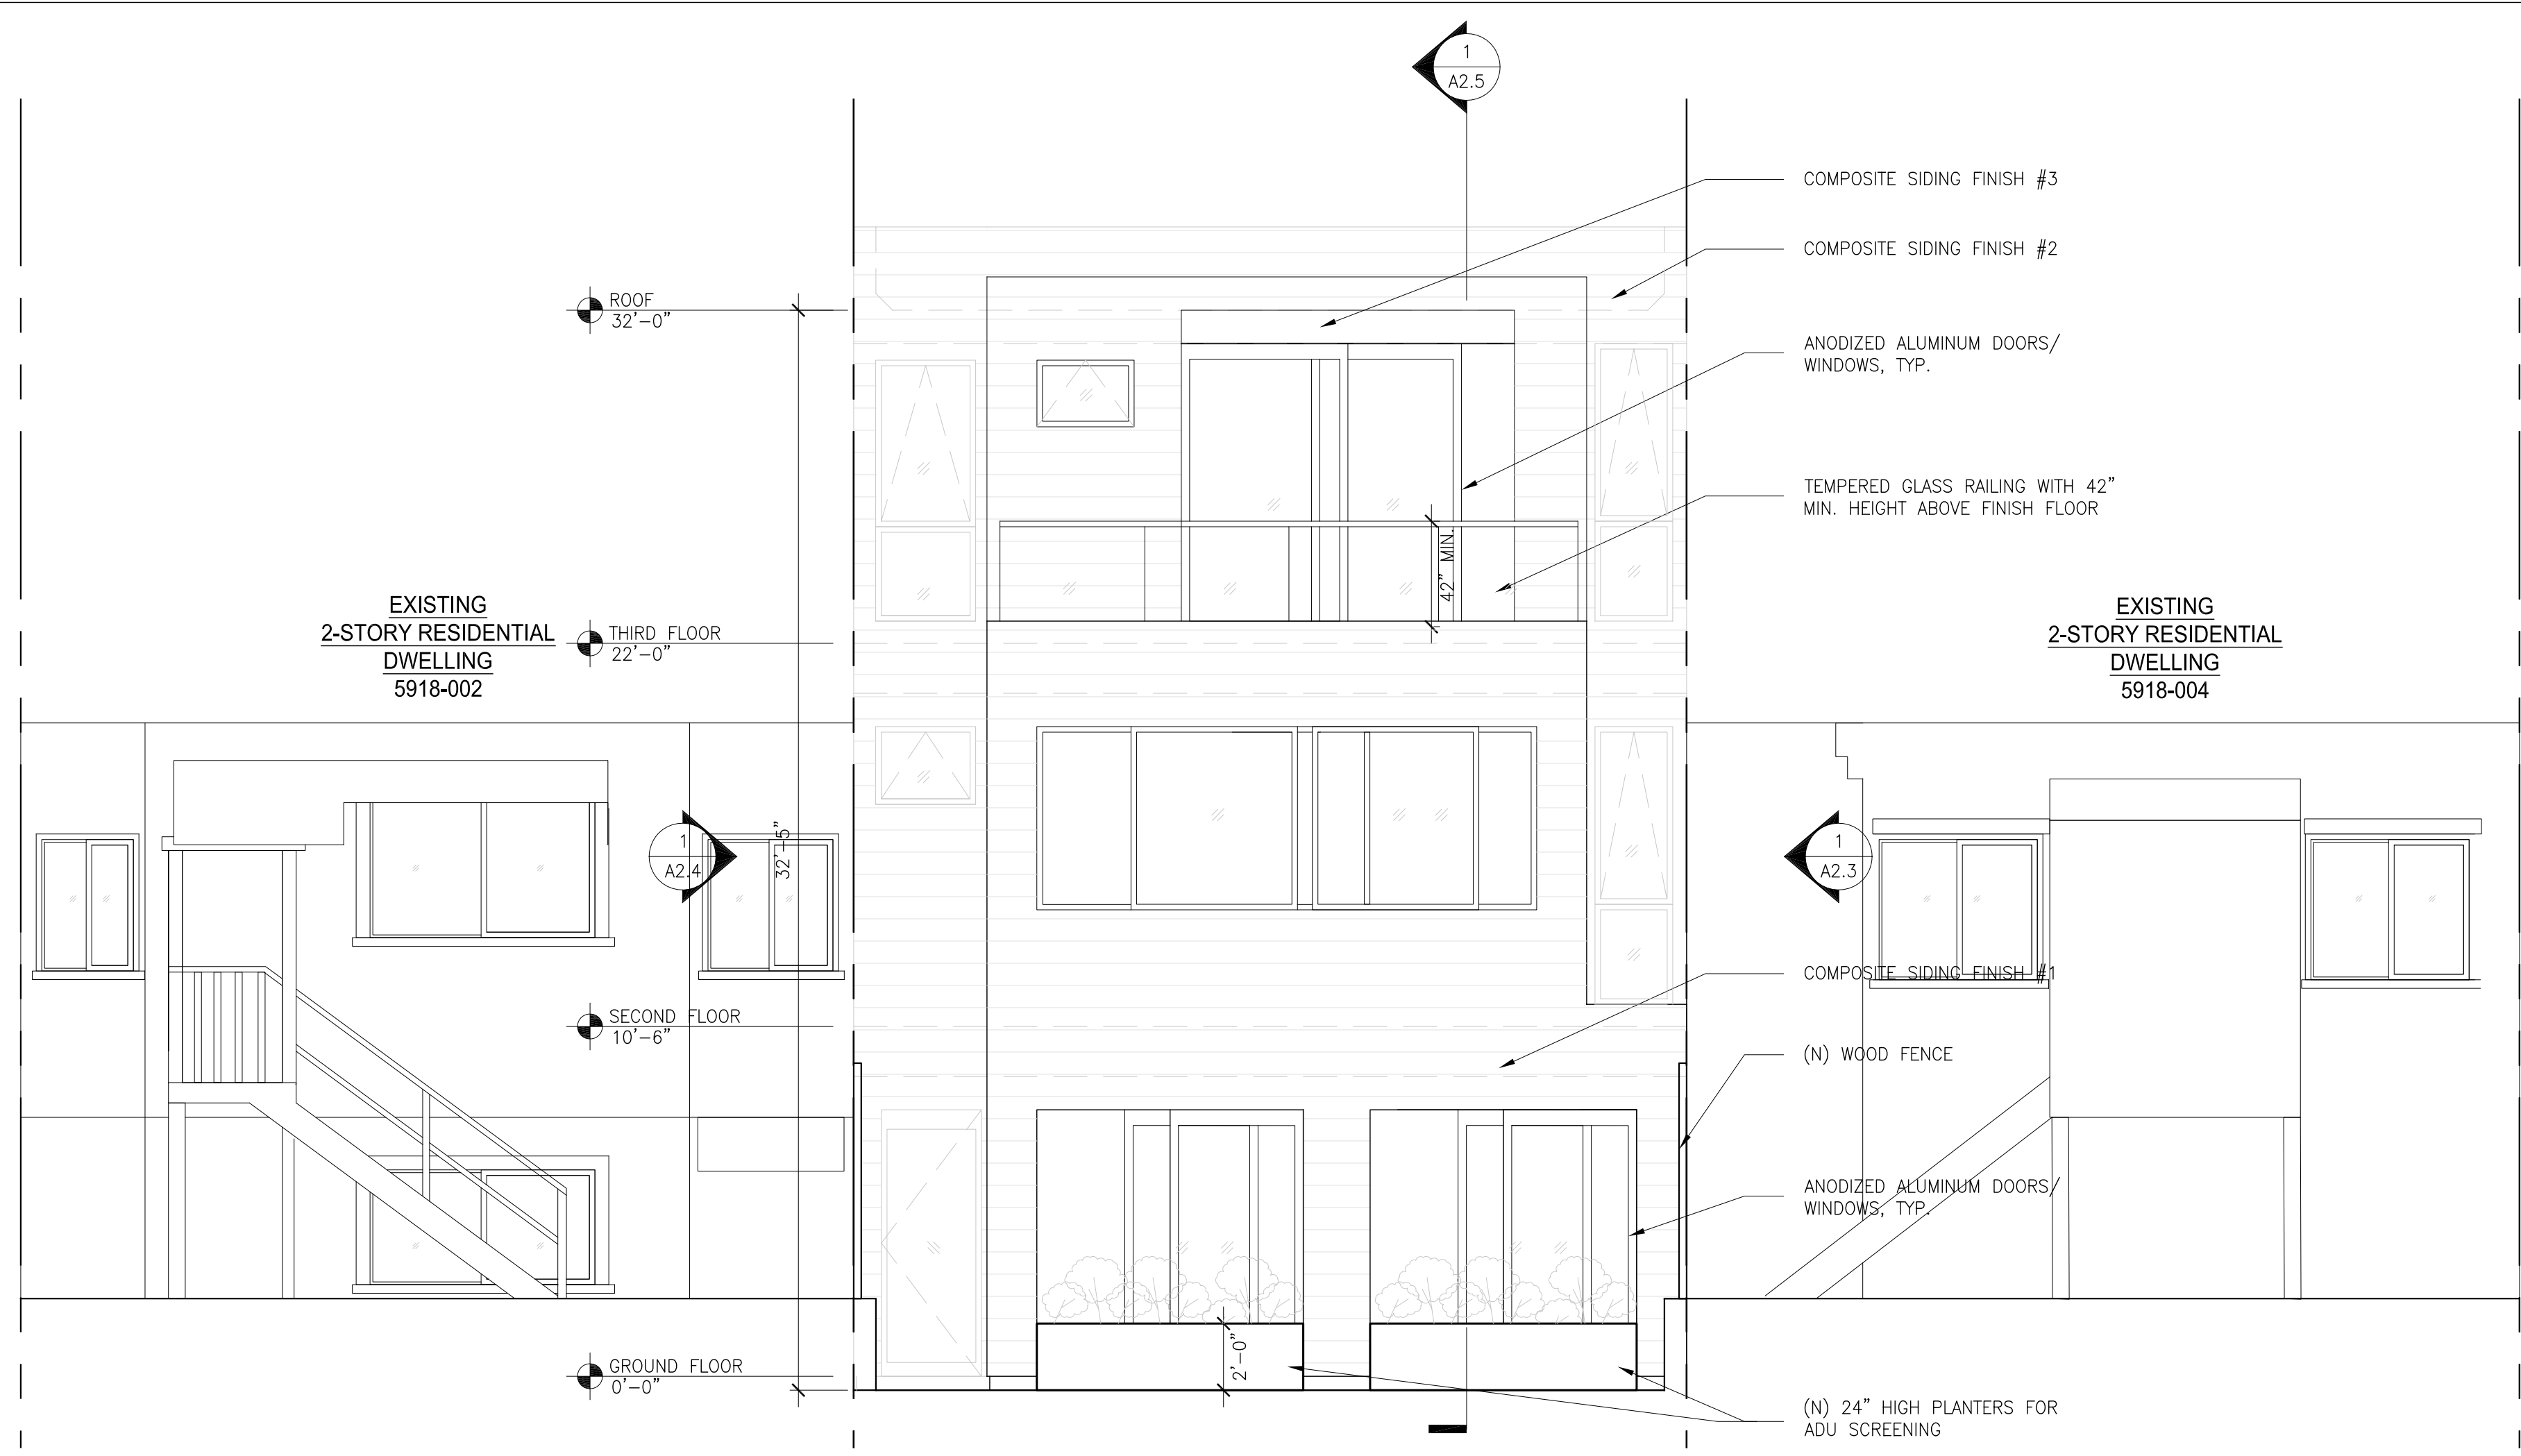 1
A2.5
COMPOSITE SIDING FINISH #3
COMPOSITE SIDING FINISH #2
ROOF
32'-0"
ANODIZED ALUMINUM DOORS/
WINDOWS, TYP.
TEMPERED GLASS RAILING WITH 42"
MIN. HEIGHT ABOVE FINISH FLOOR
42" MIN.
EXISTING
2-STORY RESIDENTIAL
DWELLING
5918-002
THIRD FLOOR
22'-0"
EXISTING
2-STORY RESIDENTIAL
DWELLING
5918-004
1
A2.4
32'-5"
1
A2.3
COMPOSITE SIDING FINISH #1
SECOND FLOOR
10'-6"
(N) WOOD FENCE
ANODIZED ALUMINUM DOORS/
WINDOWS, TYP.
2'-0"
GROUND FLOOR
0'-0"
(N) 24" HIGH PLANTERS FOR
ADU SCREENING